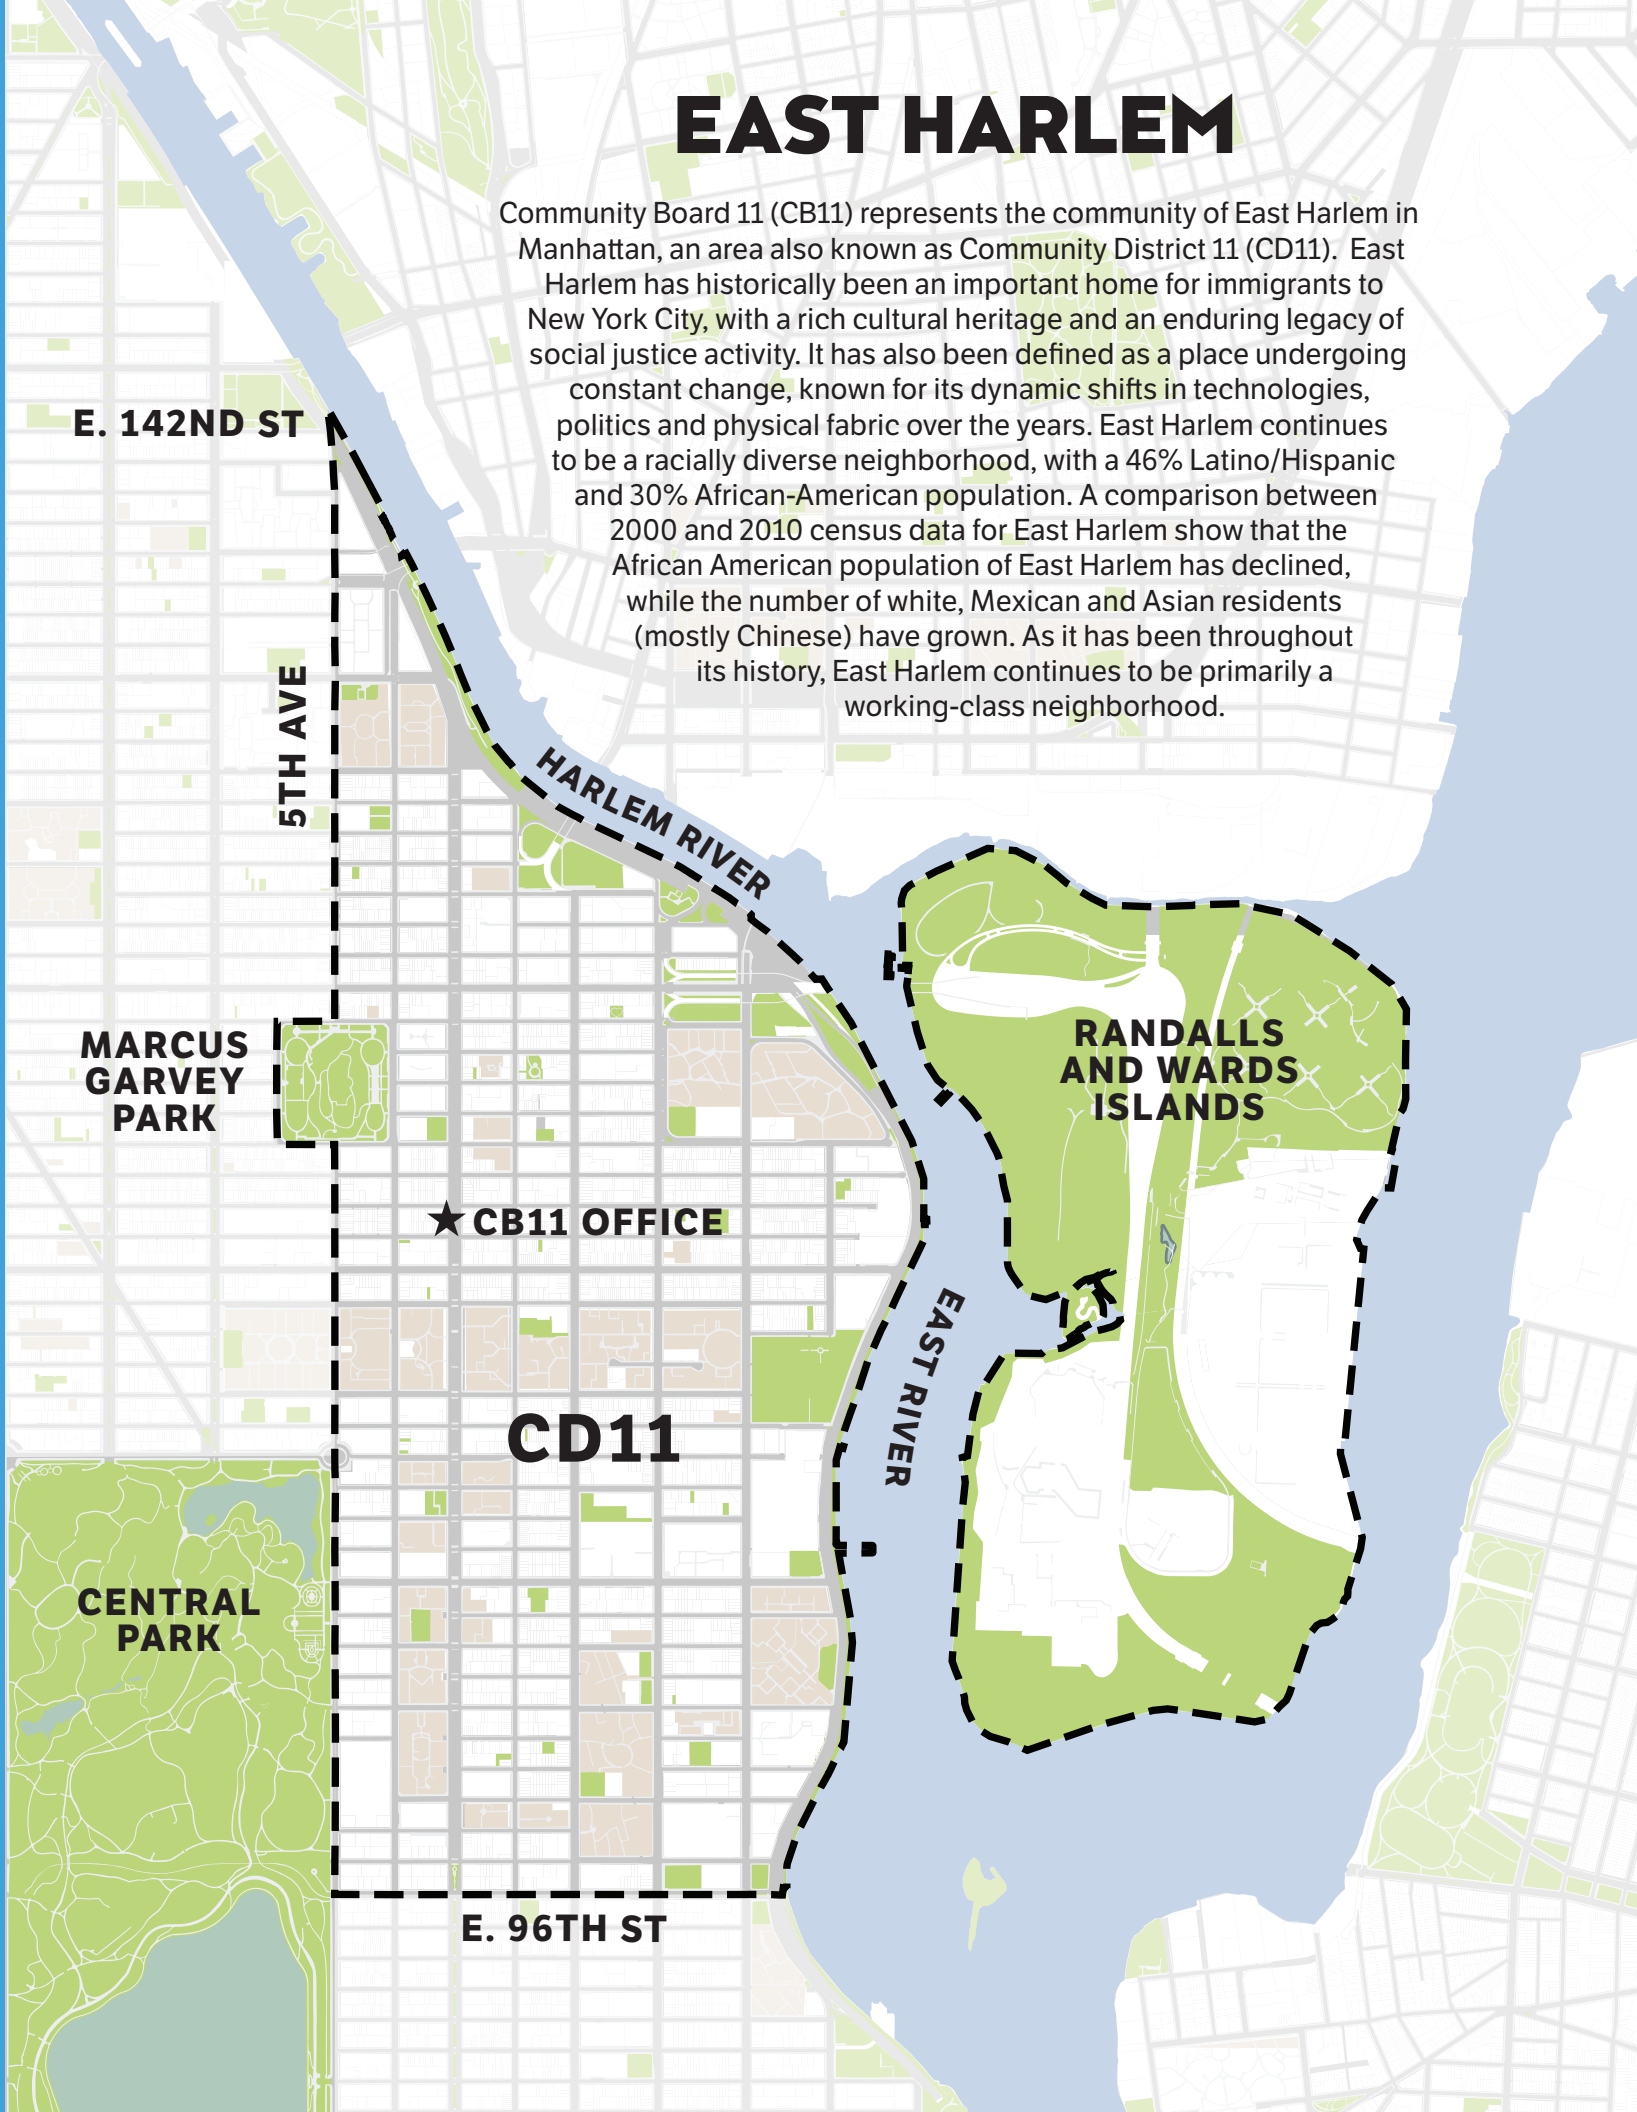 EAST HARLEM
Community Board 11 (CB11) represents the community of East Harlem in
Manhattan, an area also known as Community District 11 (CD11).  East
Harlem has historically been an important home for immigrants to
New York City, with a rich cultural heritage and an enduring legacy of
social justice activity. It has also been defined as a place undergoing
constant change, known for its dynamic shifts in technologies,
politics and physical fabric over the years. East Harlem continues
to be a racially diverse neighborhood, with a 46% Latino/Hispanic
and 30% African-American population. A comparison between
2000 and 2010 census data for East Harlem show that the
African American population of East Harlem has declined,
while the number of white, Mexican and Asian residents
(mostly Chinese) have grown. As it has been throughout
its history, East Harlem continues to be primarily a
working-class neighborhood.
E. 142ND ST
5TH AVE
HARLEM RIVER
MARCUS
GARVEY
PARK
RANDALLS
AND WARDS
ISLANDS
CB11 OFFICE
EAST RIVER
CD11
CENTRAL
PARK
E. 96TH ST